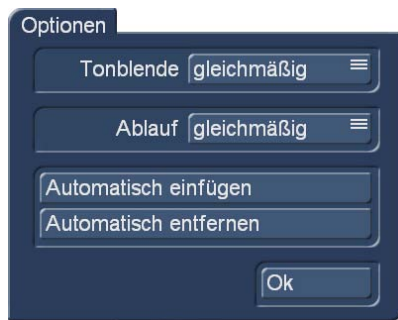 Optionen
Tonblende gleichmäßig
Ablauf gleichmäßig
Automatisch einfügen
Automatisch entfernen
Ok